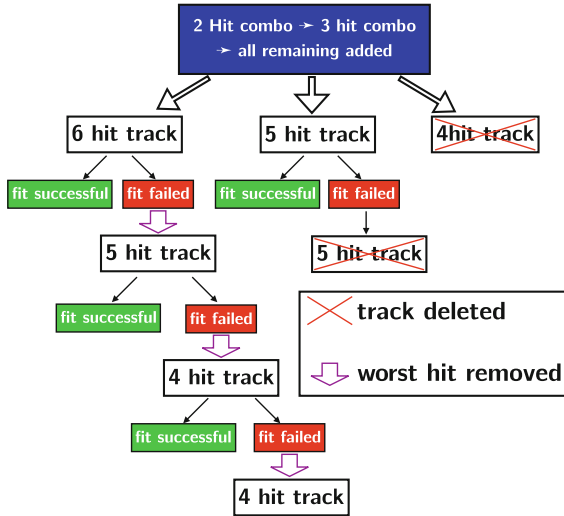 2 Hit combo → 3 hit combo
→ all remaining added
6 hit track
5 hit track
4hit track
fit successful
fit failed
fit successful
fit failed
5 hit track
5 hit track
fit successful
fit failed
track deleted
4 hit track
worst hit removed
fit successful
fit failed
4 hit track